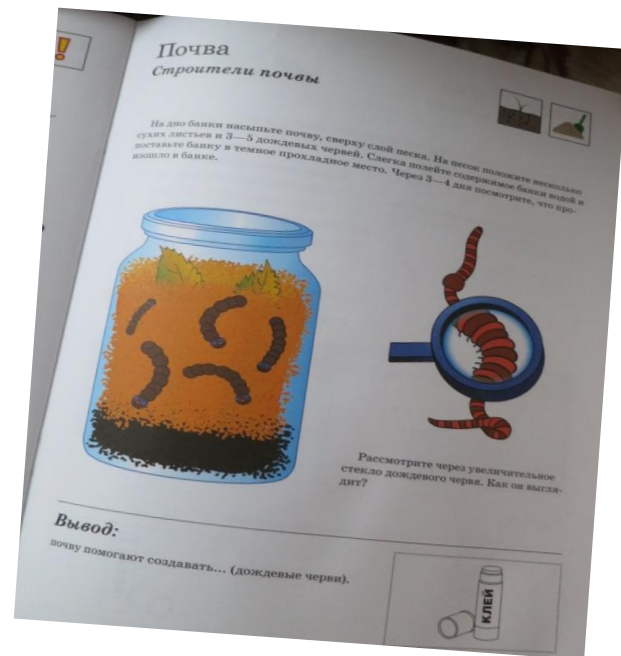 Почва
Строители почвы
На дно банки насыпьте почву, сверху слой песка. На песок положите несколько
сухих листьев и 3—5 дождевых червей. Слегка полейте содержимое банки водой и
поставьте банку в темное прохладное место. Через 3—4 дня посмотрите, что про-
изошло в банке.
Рассмотрите через увеличительное
стекло дождевого червя. Как он выгля-
дит?
Вывод:
почву помогают создавать... (дождевые черви).
КЛЕЙ